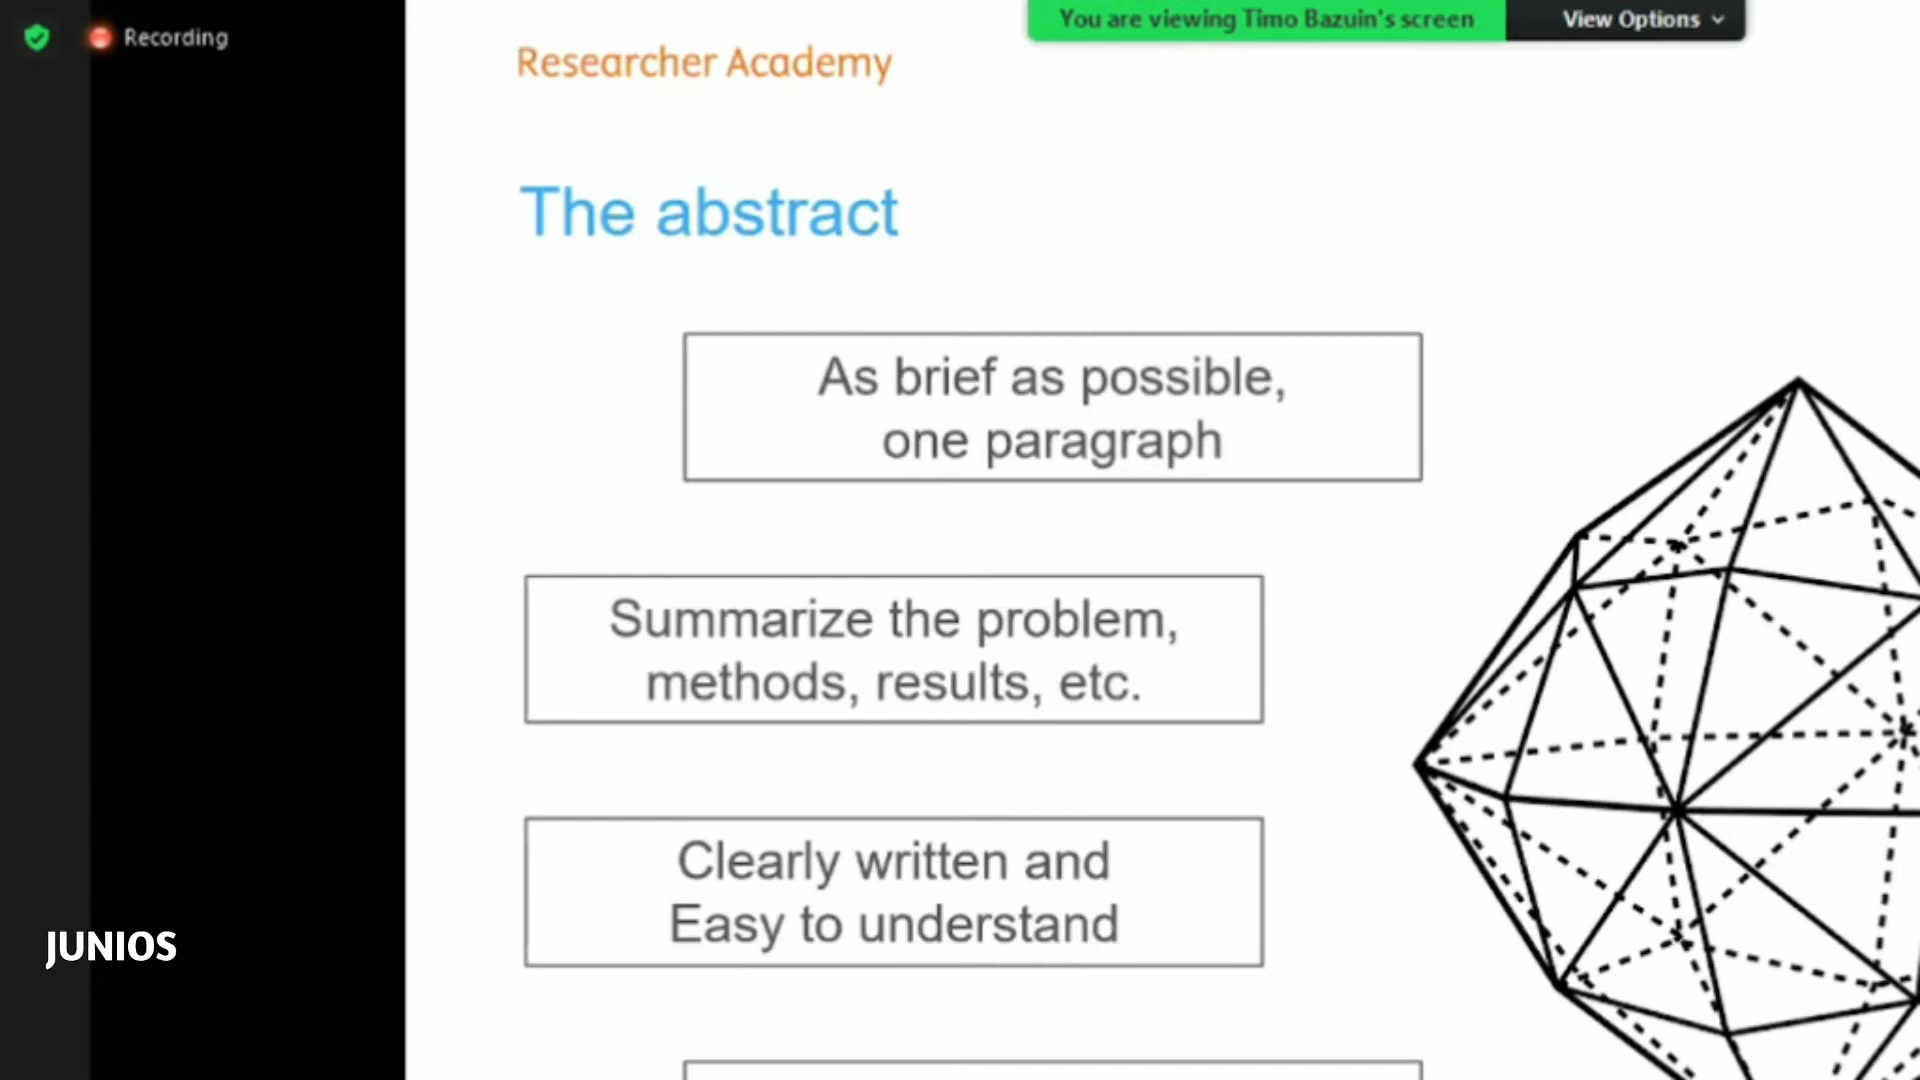 Recording
You are viewing Timo Bazuin's screen
View Options
Researcher Academy
The abstract
As brief as possible,
one paragraph
Summarize the problem,
methods, results, etc.
Clearly written and
Easy to understand
JUNIOS